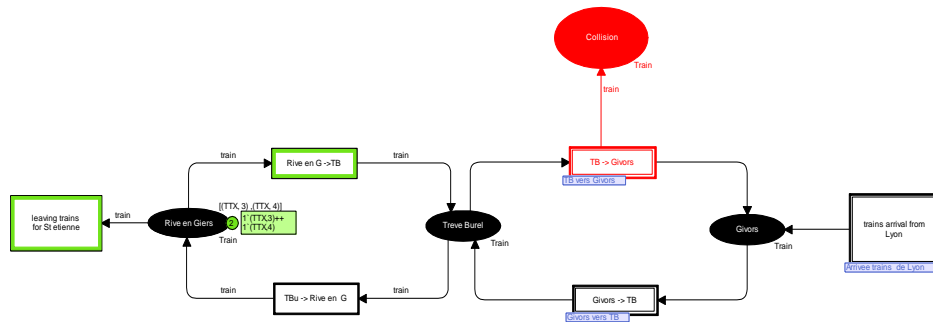 Collision
Train
train
train
Rive en G ->TB
train
TB -> Givors
TB vers Givors
leaving trains
for St etienne
train
[(TTX, 3) ,(TTX, 4)]
Rive en Giers
2
1`(TTX,3)++
1`(TTX,4)
Train
Treve Burel
Train
Givors
Train
trains arrival from
Lyon
Arrivee trains de Lyon
train
TBu -> Rive en G
train
Givors -> TB
Givors vers TB